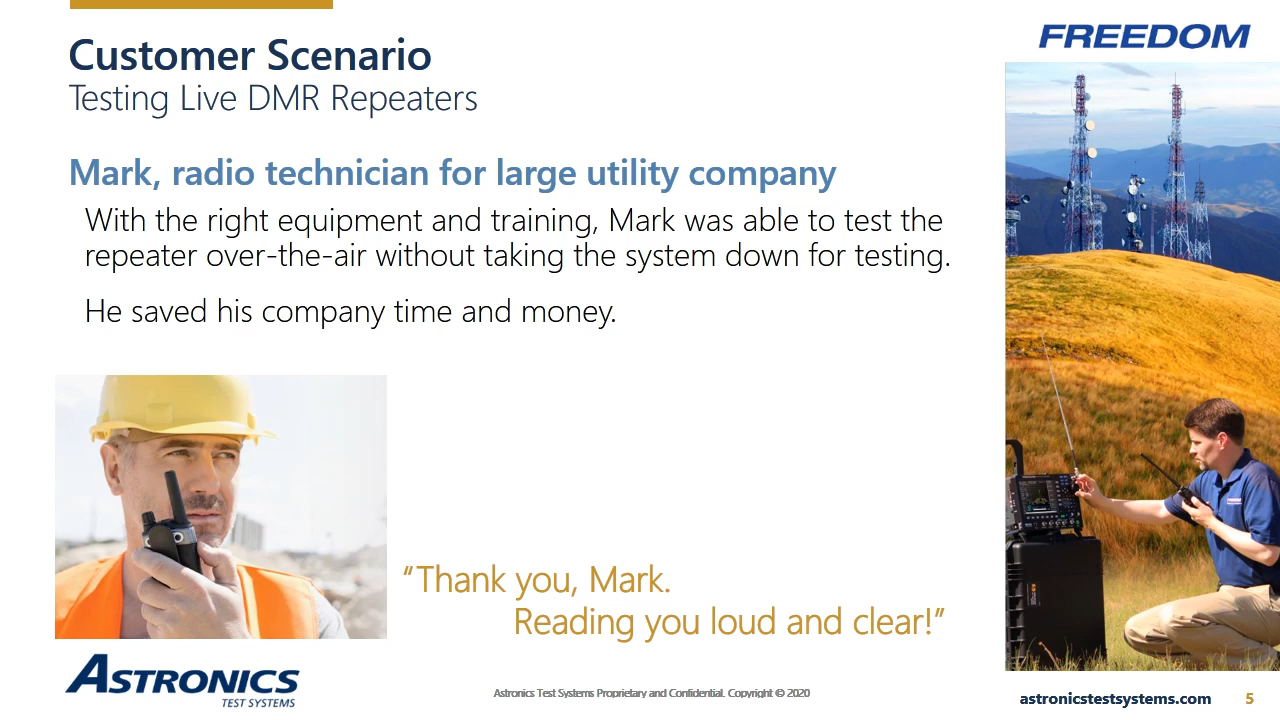 FREEDOM
Customer Scenario
Testing Live DMR Repeaters
Mark, radio technician for large utility company
With the right equipment and training, Mark was able to test the
repeater over-the-air without taking the system down for testing.
He saved his company time and money.
“Thank you, Mark.
Reading you loud and clear!”
ASTRONICS
TEST SYSTEMS
Astronics Test Systems Proprietary and Confidential. Copyright © 2020
astronicstestsystems.com 5